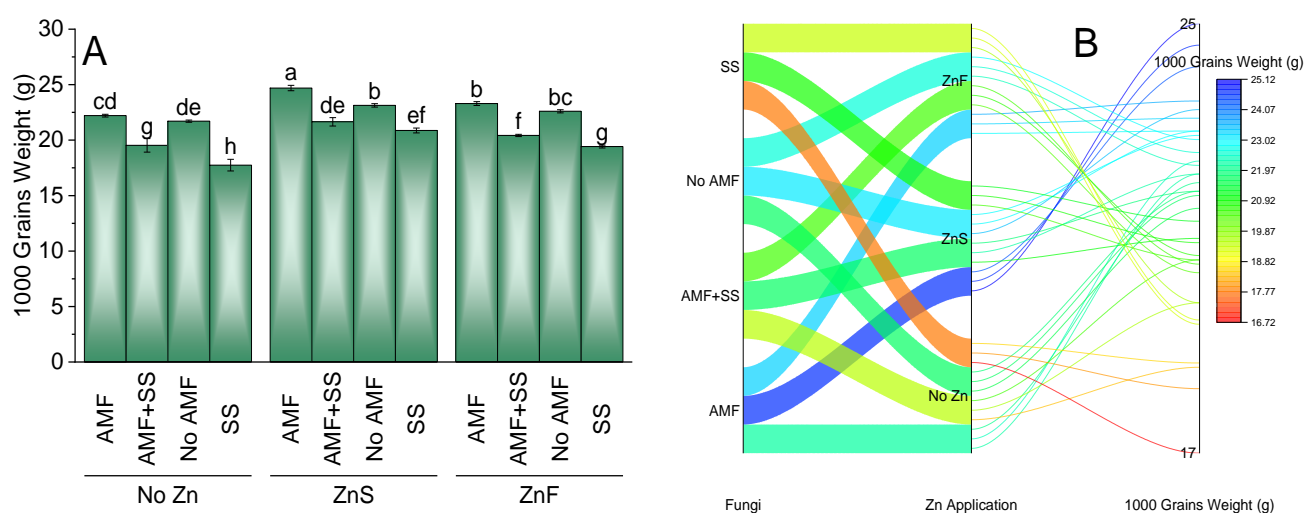 A
1000 Grains Weight (g)
30
25
20
15
10
5
0
cd
g
de
h
a
de
b
ef
b
f
bc
g
AMF
AMF+SS
No AMF
SS
AMF
AMF+SS
No AMF
SS
AMF
AMF+SS
No AMF
SS
No Zn
ZnS
ZnF
B
SS
No AMF
AMF+SS
AMF
ZnF
ZnS
No Zn
25
17
1000 Grains Weight (g)
25.12
24.07
23.02
21.97
20.92
19.87
18.82
17.77
16.72
Fungi
Zn Application
1000 Grains Weight (g)